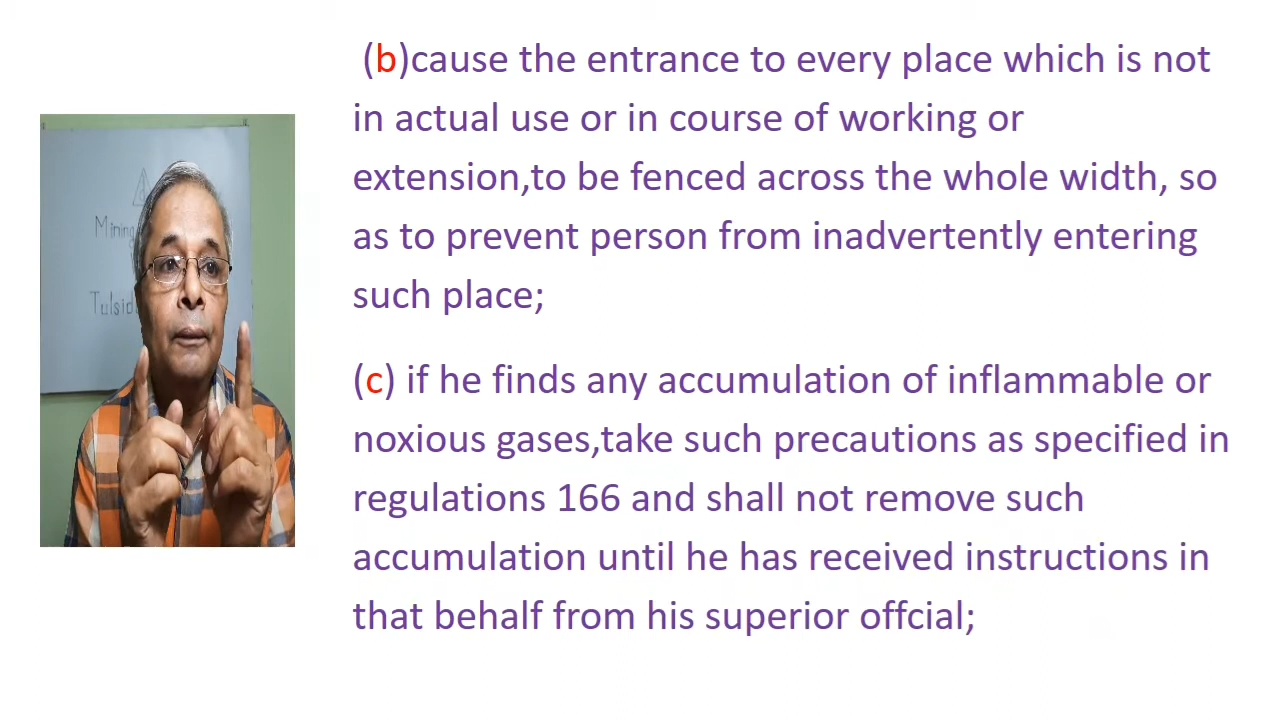 (b)cause the entrance to every place which is not
in actual use or in course of working or
extension,to be fenced across the whole width, so
as to prevent person from inadvertently entering
such place;
(c) if he finds any accumulation of inflammable or
noxious gases,take such precautions as specified in
regulations 166 and shall not remove such
accumulation until he has received instructions in
that behalf from his superior offcial;
Mining